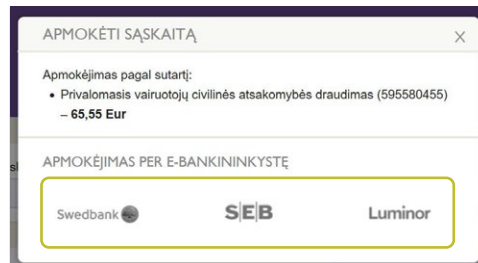 APMOKĖTI SĄSKAITĄ X
Apmokėjimas pagal sutartį:
• Privalomasis vairuotojų civilinės atsakomybės draudimas (595580455)
– 65,55 Eur
APMOKĖJIMAS PER E-BANKININKYSTĘ
Swedbank S|E|B Luminor